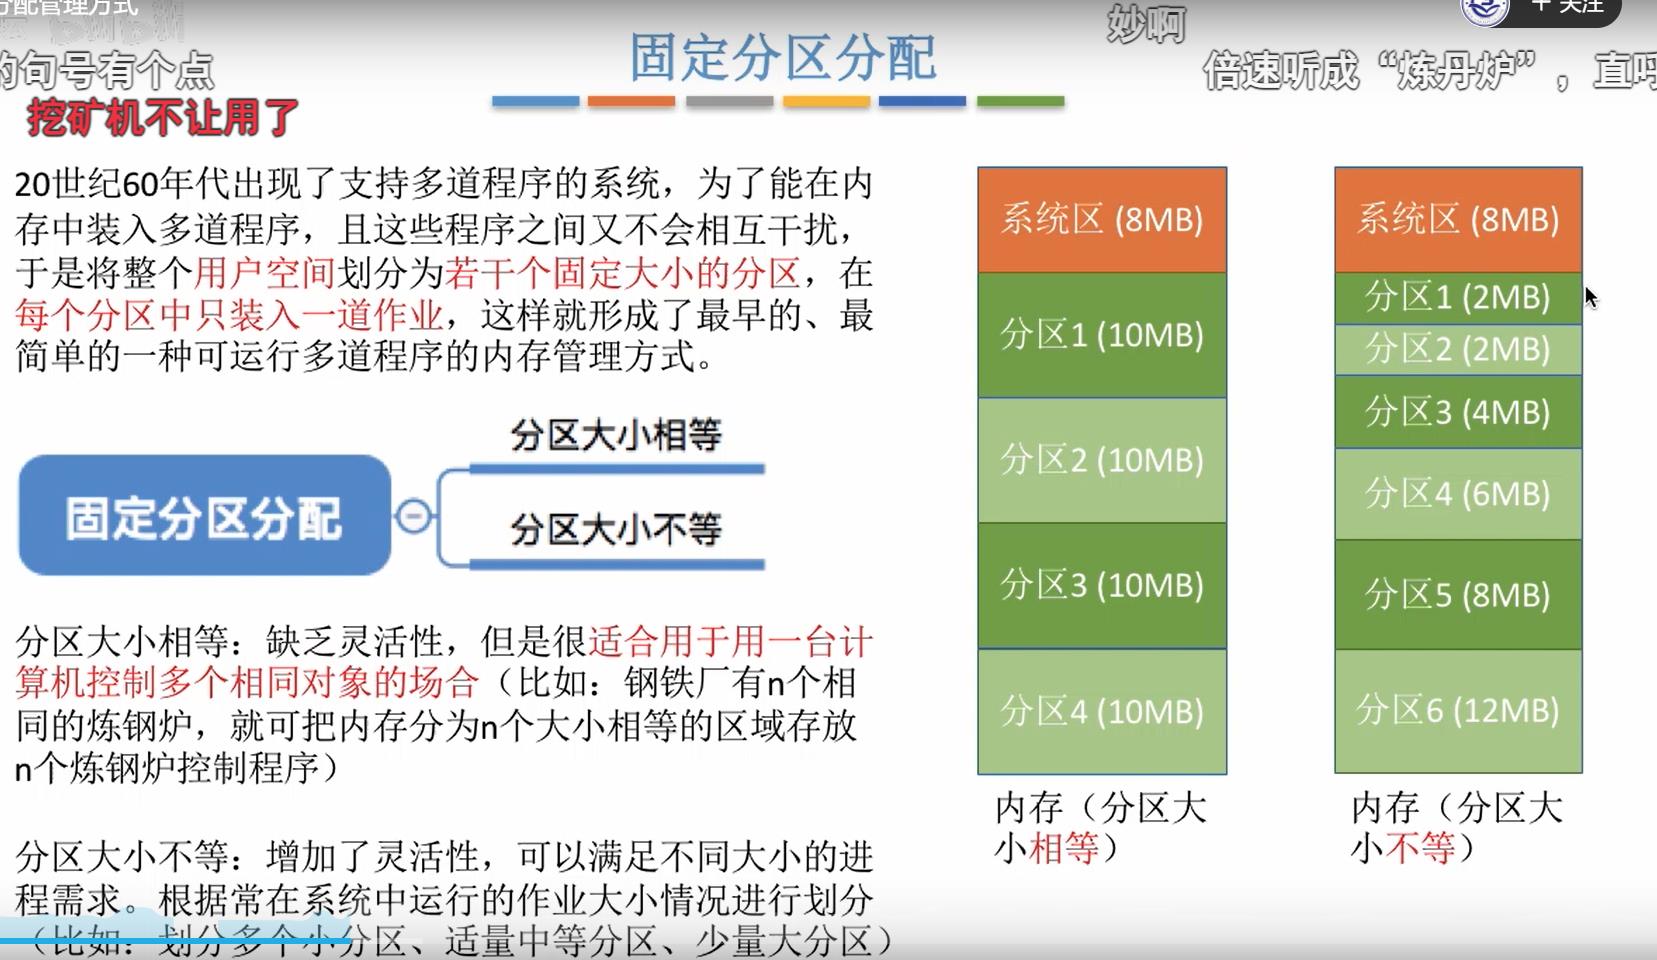 分配管理方式
关注
的句号有个点
妙啊
倍速听成“炼丹炉”，直呼
挖矿机不让用了
固定分区分配
20世纪60年代出现了支持多道程序的系统，为了能在内
存中装入多道程序，且这些程序之间又不会相互干扰，
于是将整个用户空间划分为若干个固定大小的分区，在
每个分区中只装入一道作业，这样就形成了最早的、最
简单的一种可运行多道程序的内存管理方式。
固定分区分配
分区大小相等
分区大小不等
分区大小相等：缺乏灵活性，但是很适合用于用一台计
算机控制多个相同对象的场合（比如：钢铁厂有n个相
同的炼钢炉，就可把内存分为n个大小相等的区域存放
n个炼钢炉控制程序）
分区大小不等：增加了灵活性，可以满足不同大小的进
程需求。根据常在系统中运行的作业大小情况进行划分
（比如：划分多个小分区、适量中等分区、少量大分区）
系统区 (8MB)
分区1 (10MB)
分区2 (10MB)
分区3 (10MB)
分区4 (10MB)
内存（分区大
小相等）
系统区 (8MB)
分区1 (2MB)
分区2 (2MB)
分区3 (4MB)
分区4 (6MB)
分区5 (8MB)
分区6 (12MB)
内存（分区大
小不等）